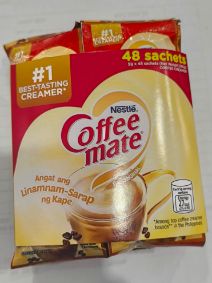 #1
BEST-TASTING
CREAMER*
48 sachets
Nestlé
Coffee
mate
Angat ang
Linamnam-Sarap
ng Kape
*Among top coffee creamer
brands** in the Philippines